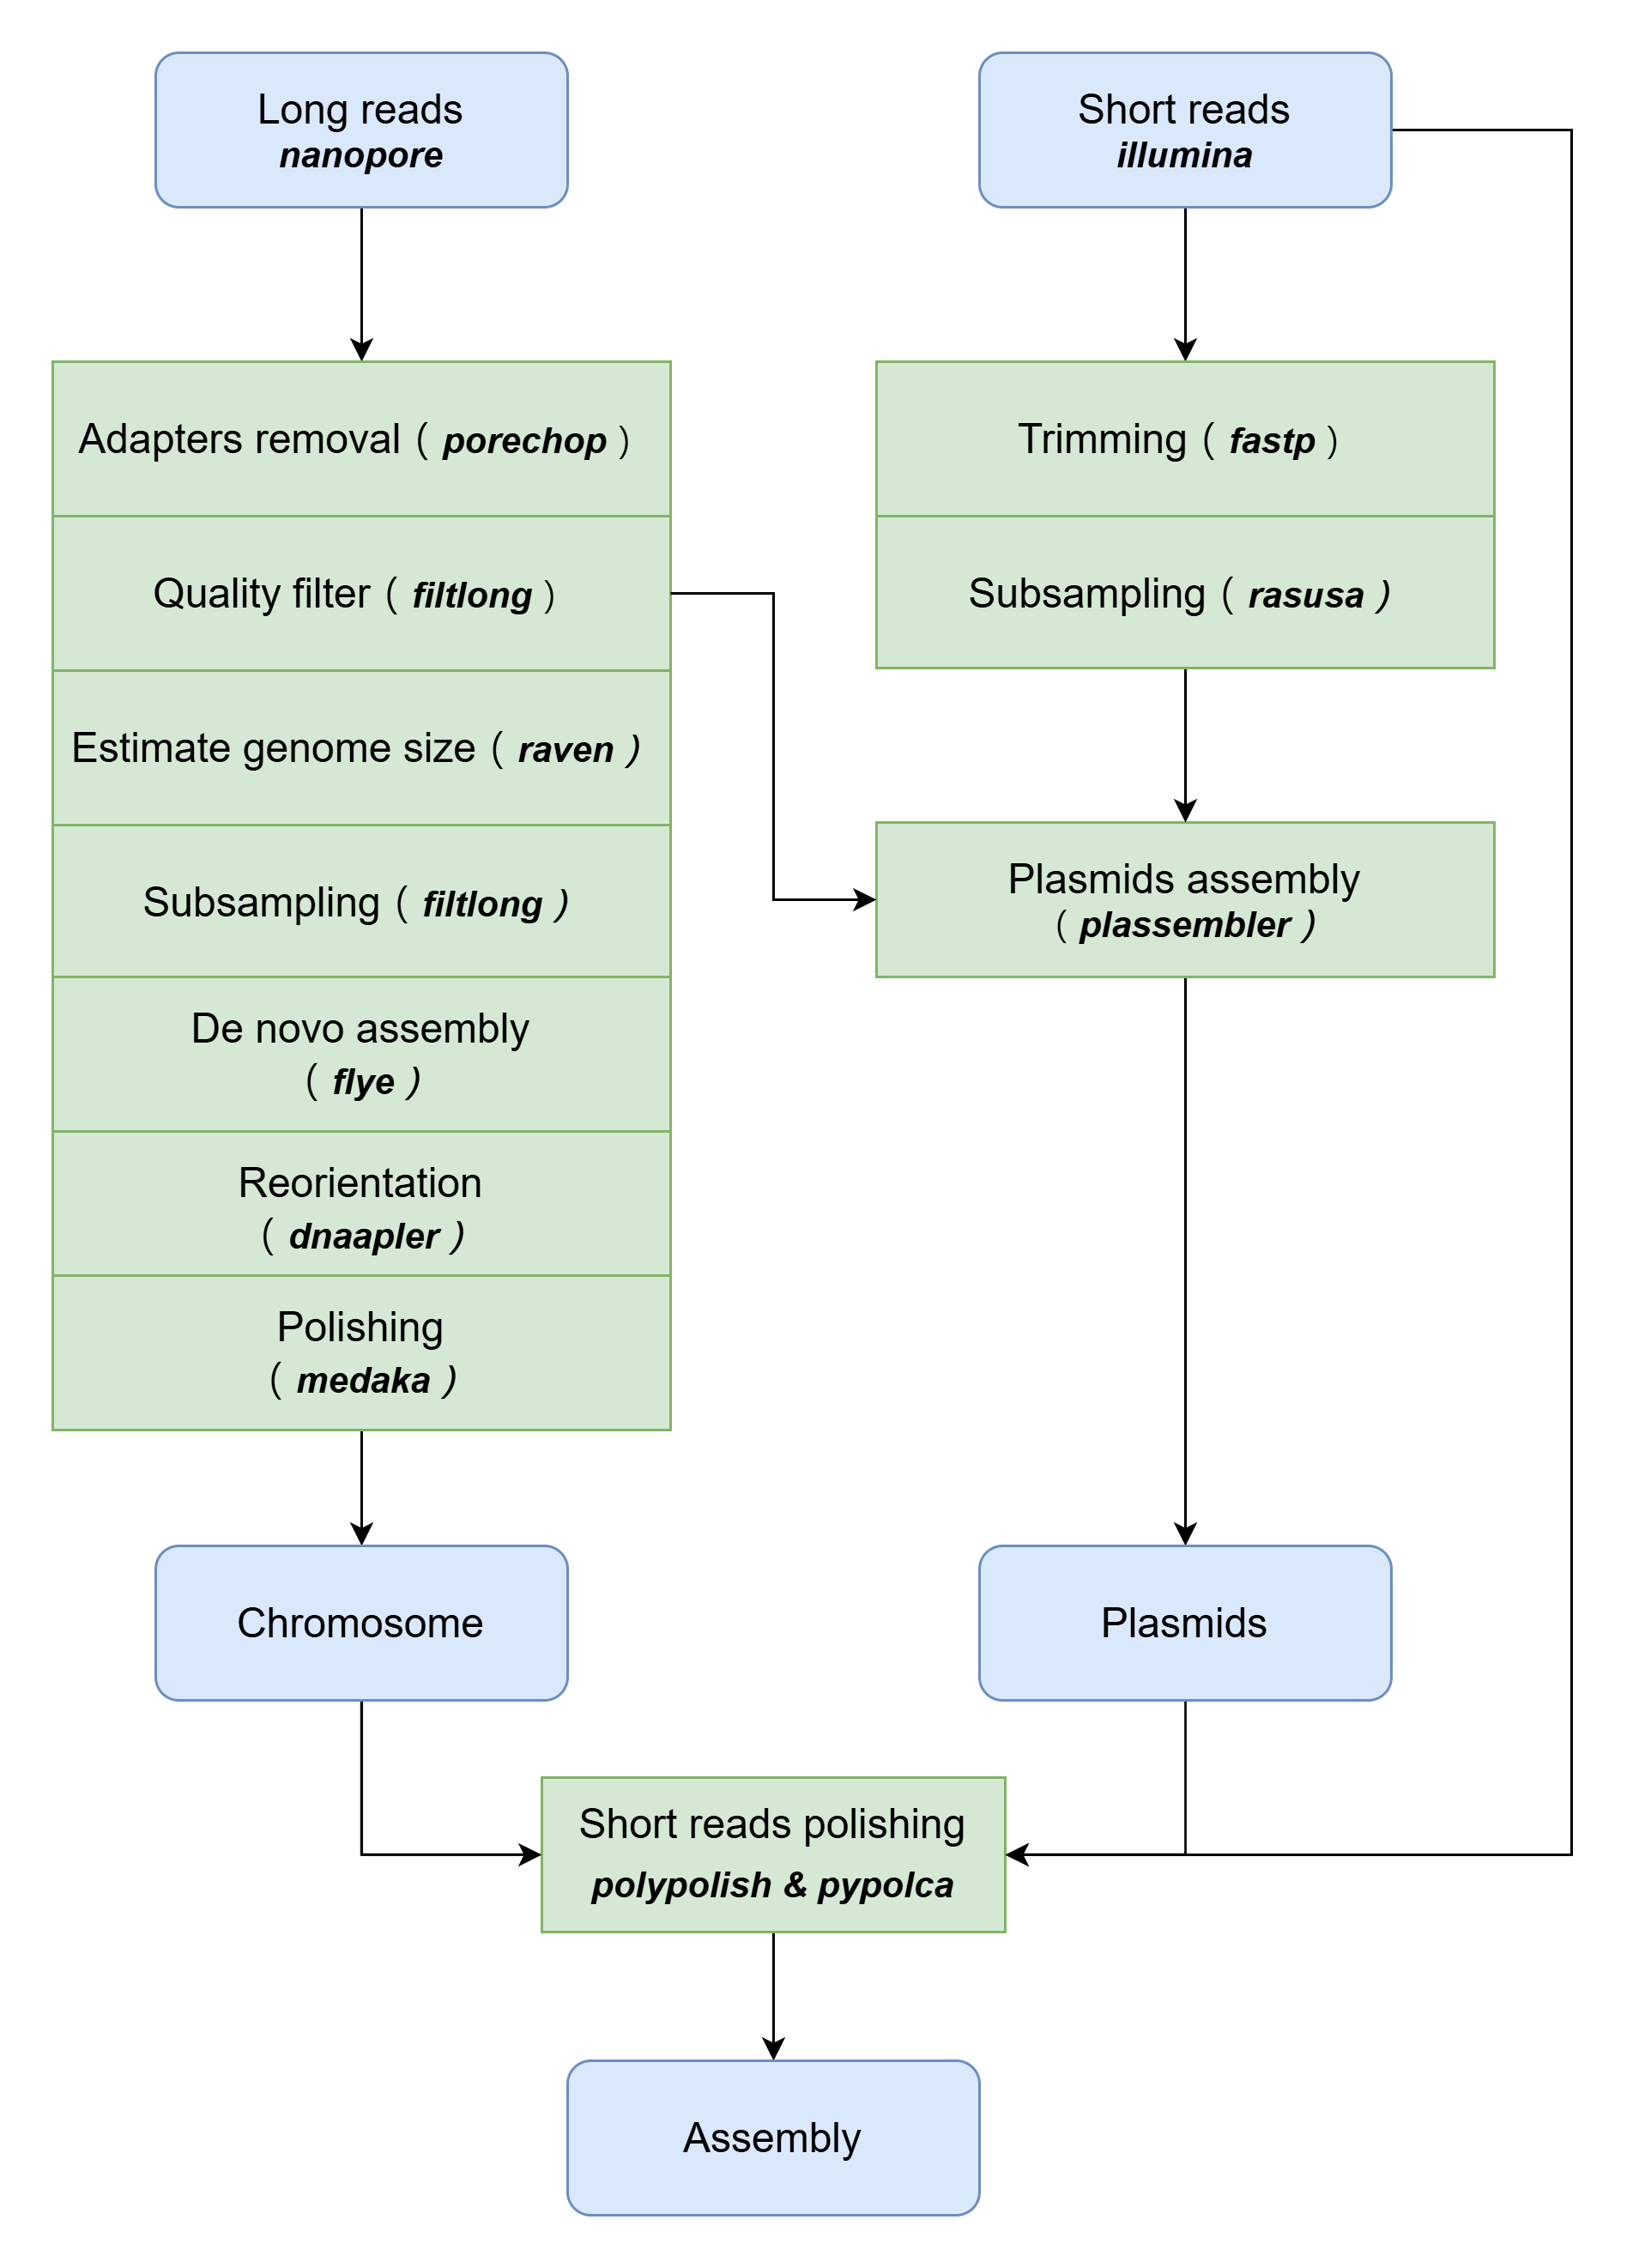 Long reads
nanopore
Short reads
illumina
Adapters removal ( porechop )
Quality filter ( filtlong )
Estimate genome size ( raven )
Subsampling ( filtlong )
De novo assembly
( flye )
Reorientation
( dnaapler )
Polishing
( medaka )
Trimming ( fastp )
Subsampling ( rasusa )
Plasmids assembly
( plassembler )
Chromosome
Plasmids
Short reads polishing
polypolish & pypolca
Assembly